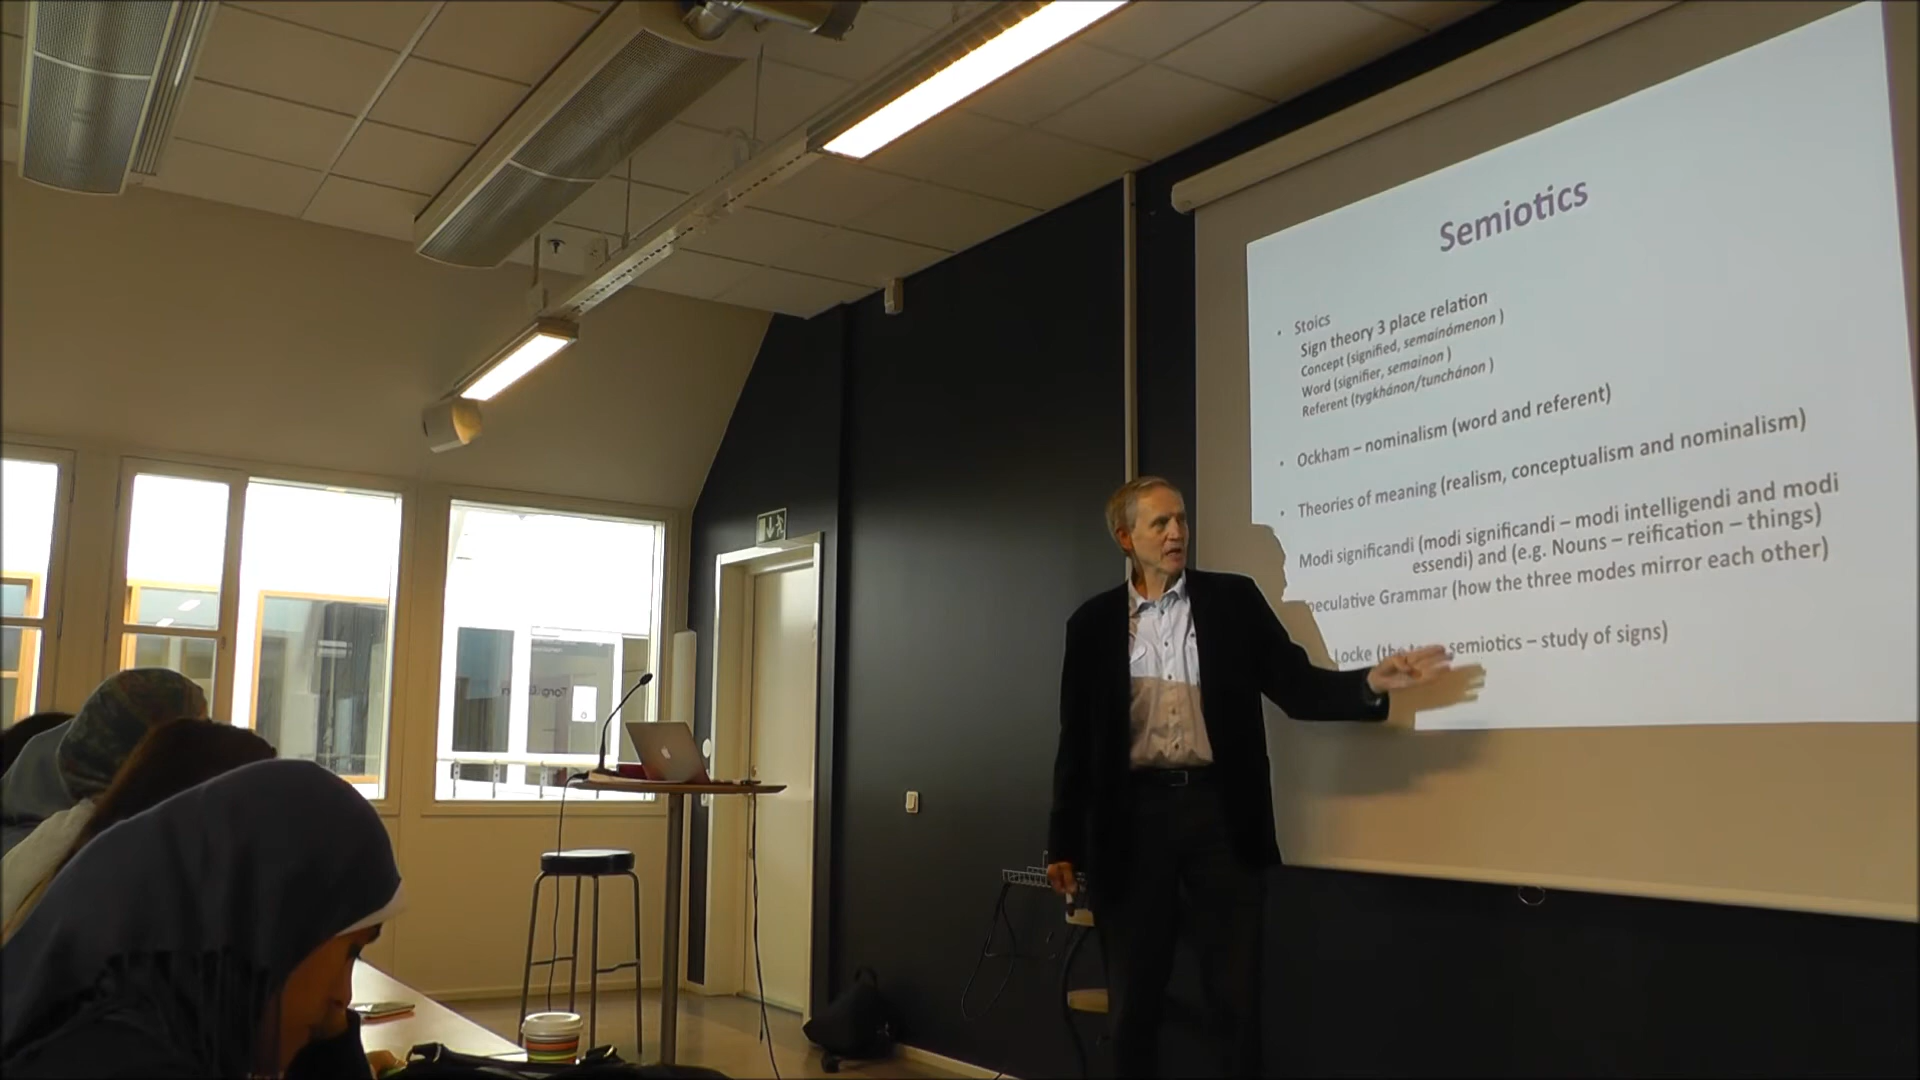 Semiotics
• Stoics
Sign theory 3 place relation
Concept (signified, semainómenon )
Word (signifier, semainon )
Referent (tygkhánon/tunchánon )
• Ockham – nominalism (word and referent)
• Theories of meaning (realism, conceptualism and nominalism)
Modi significandi (modi significandi – modi intelligendi and modi
essendi) and (e.g. Nouns – reification – things)
peculative Grammar (how the three modes mirror each other)
Locke (the semiotics – study of signs)